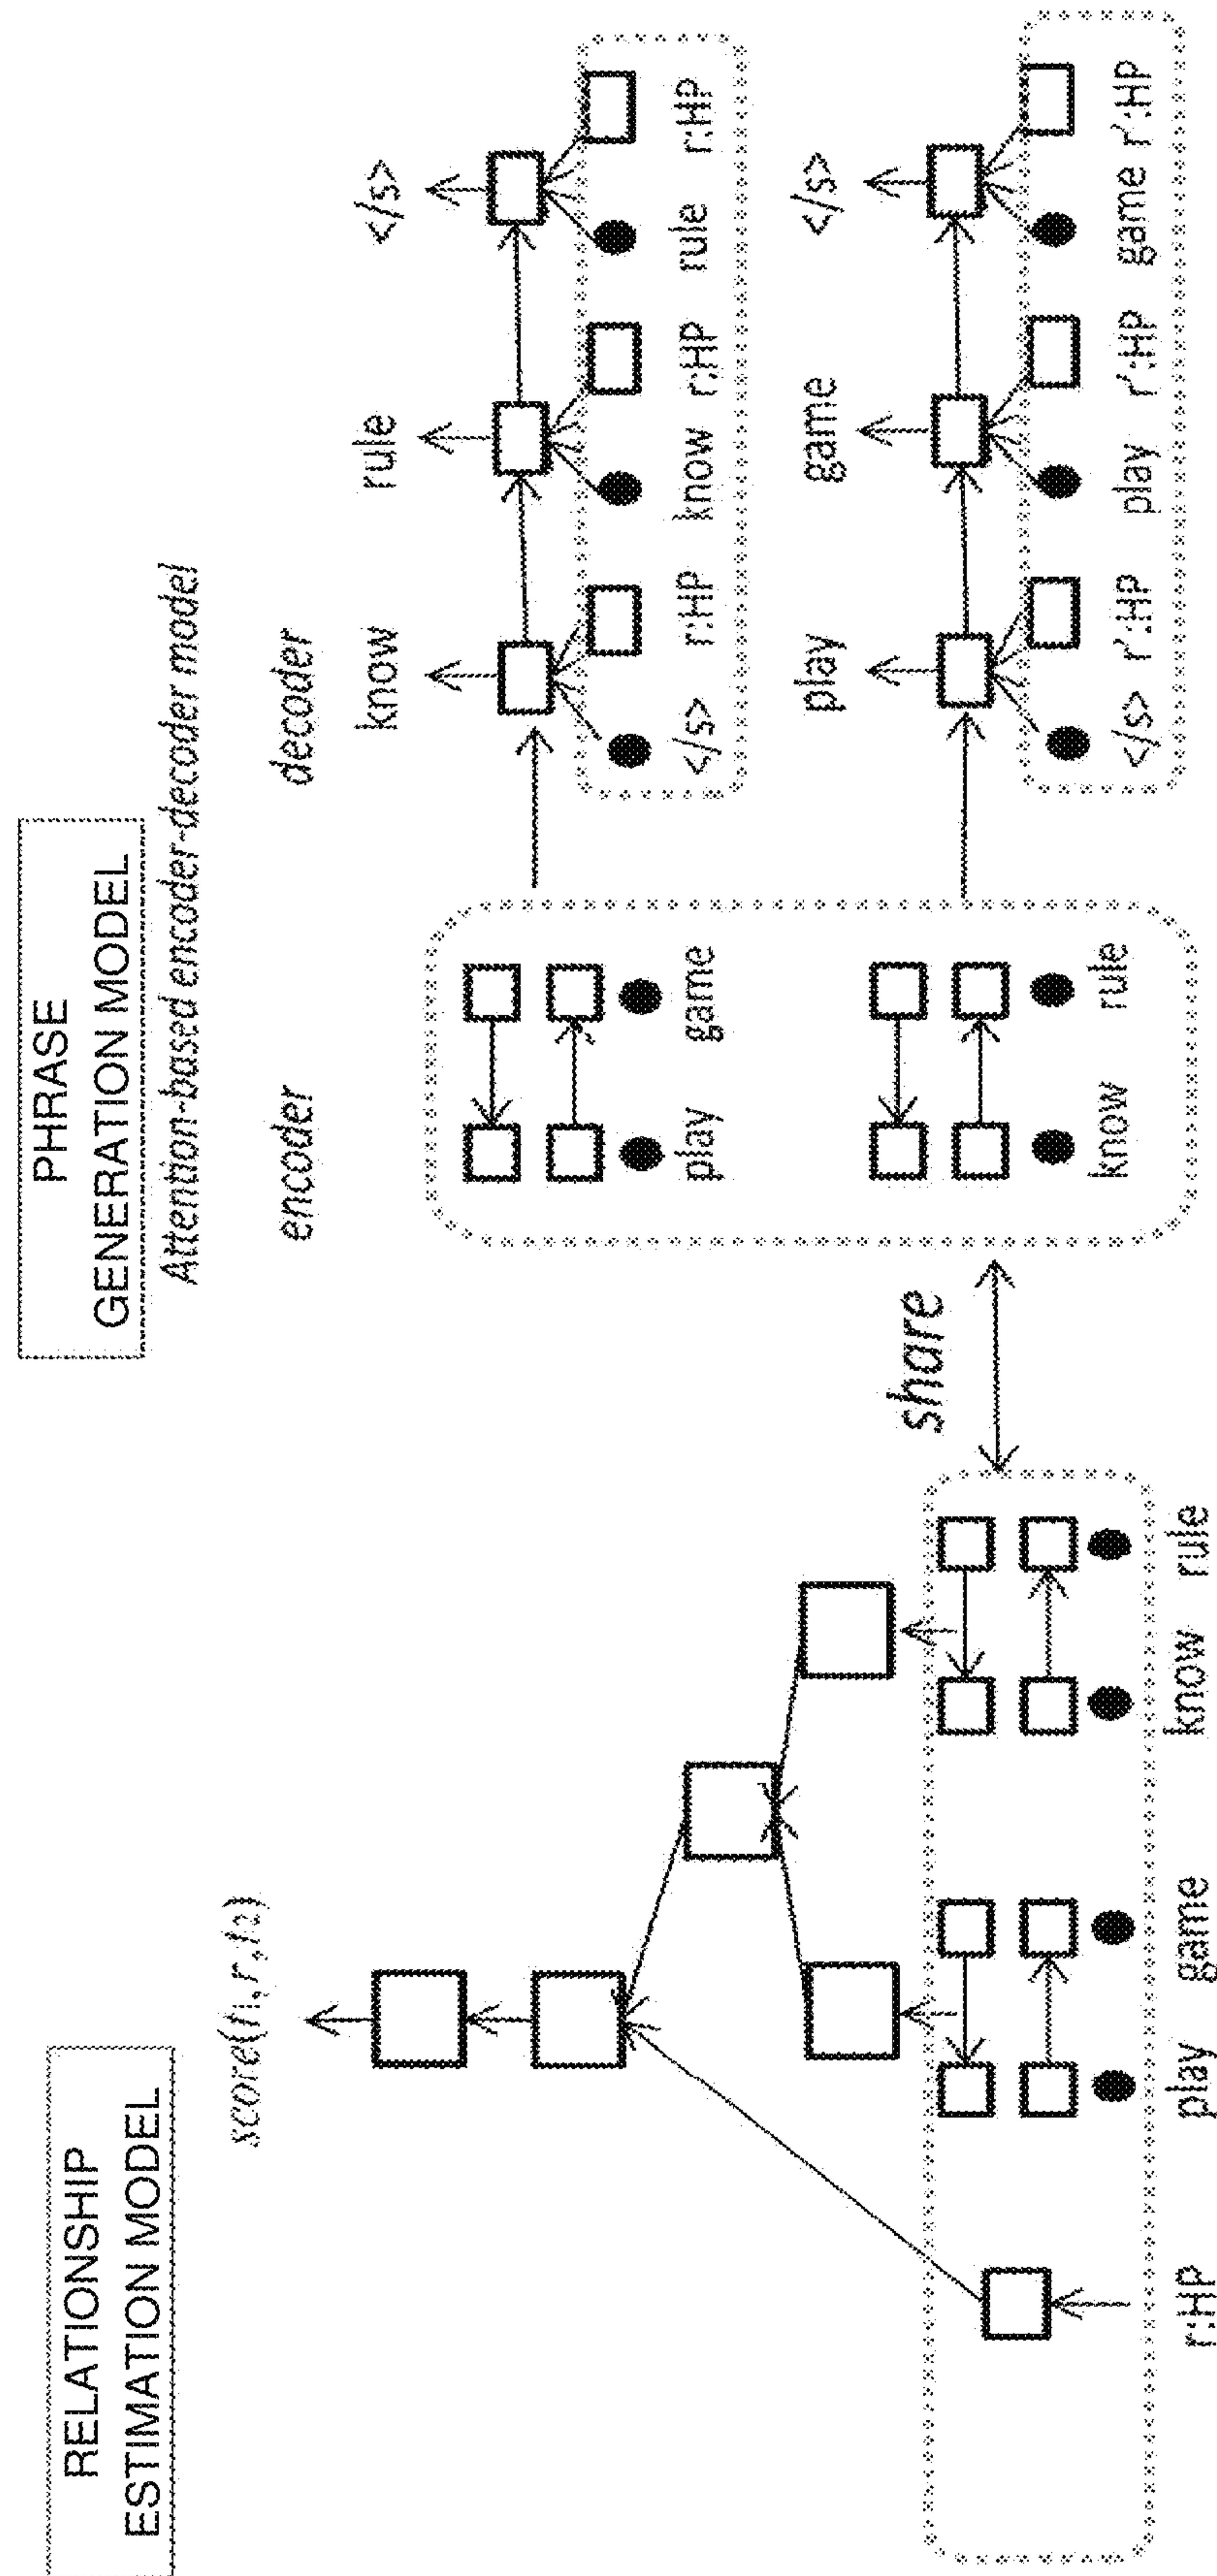 RELATIONSHIP
ESTIMATION MODEL
score(t1,r,t2)
r:HP play game know rule
share
PHRASE
GENERATION MODEL
Attention-based encoder-decoder model
encoder decoder
play game
know rule
know rule </s>
</s> r:HP know r:HP rule r:HP
play game </s>
</s> r':HP play r':HP game r':HP